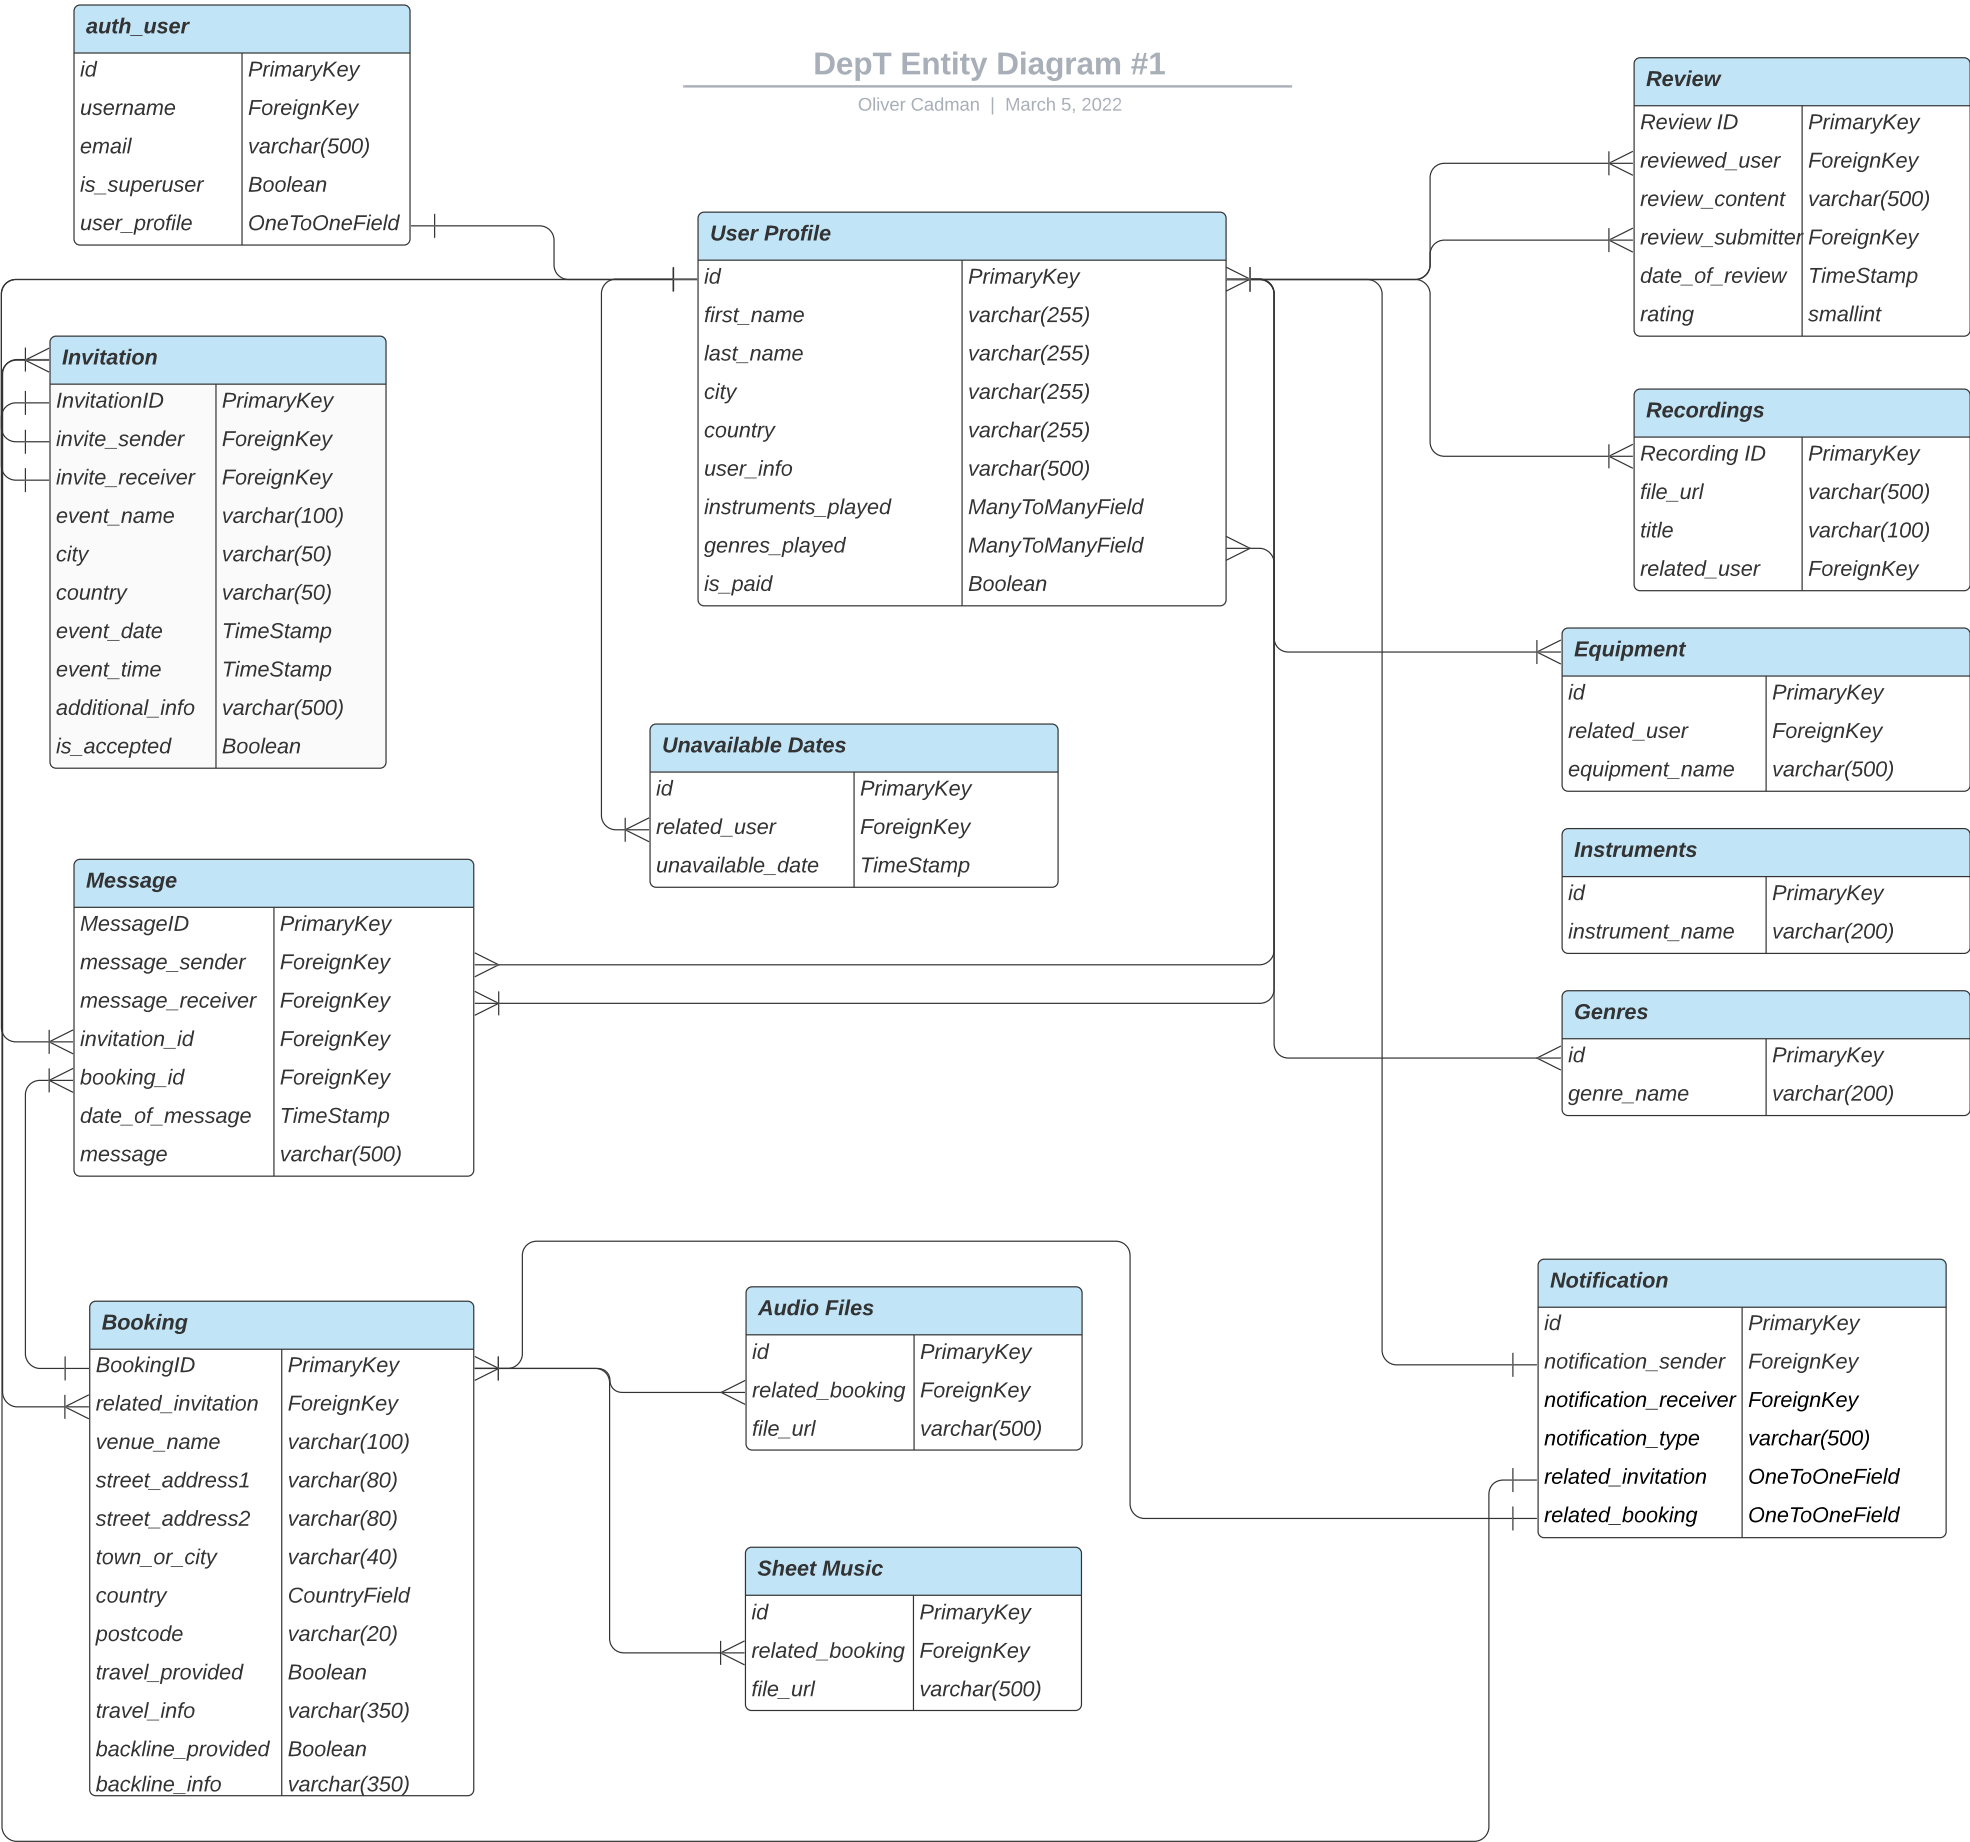 DepT Entity Diagram #1
Oliver Cadman | March 5, 2022
auth_user
id PrimaryKey
username ForeignKey
email varchar(500)
is_superuser Boolean
user_profile OneToOneField
User Profile
id PrimaryKey
first_name varchar(255)
last_name varchar(255)
city varchar(255)
country varchar(255)
user_info varchar(500)
instruments_played ManyToManyField
genres_played ManyToManyField
is_paid Boolean
Review
Review ID PrimaryKey
reviewed_user ForeignKey
review_content varchar(500)
review_submitter ForeignKey
date_of_review TimeStamp
rating smallint
Invitation
InvitationID PrimaryKey
invite_sender ForeignKey
invite_receiver ForeignKey
event_name varchar(100)
city varchar(50)
country varchar(50)
event_date TimeStamp
event_time TimeStamp
additional_info varchar(500)
is_accepted Boolean
Recordings
Recording ID PrimaryKey
file_url varchar(500)
title varchar(100)
related_user ForeignKey
Equipment
id PrimaryKey
related_user ForeignKey
equipment_name varchar(500)
Unavailable Dates
id PrimaryKey
related_user ForeignKey
unavailable_date TimeStamp
Instruments
id PrimaryKey
instrument_name varchar(200)
Message
MessageID PrimaryKey
message_sender ForeignKey
message_receiver ForeignKey
invitation_id ForeignKey
booking_id ForeignKey
date_of_message TimeStamp
message varchar(500)
Genres
id PrimaryKey
genre_name varchar(200)
Booking
BookingID PrimaryKey
related_invitation ForeignKey
venue_name varchar(100)
street_address1 varchar(80)
street_address2 varchar(80)
town_or_city varchar(40)
country CountryField
postcode varchar(20)
travel_provided Boolean
travel_info varchar(350)
backline_provided Boolean
backline_info varchar(350)
Audio Files
id PrimaryKey
related_booking ForeignKey
file_url varchar(500)
Sheet Music
id PrimaryKey
related_booking ForeignKey
file_url varchar(500)
Notification
id PrimaryKey
notification_sender ForeignKey
notification_receiver ForeignKey
notification_type varchar(500)
related_invitation OneToOneField
related_booking OneToOneField